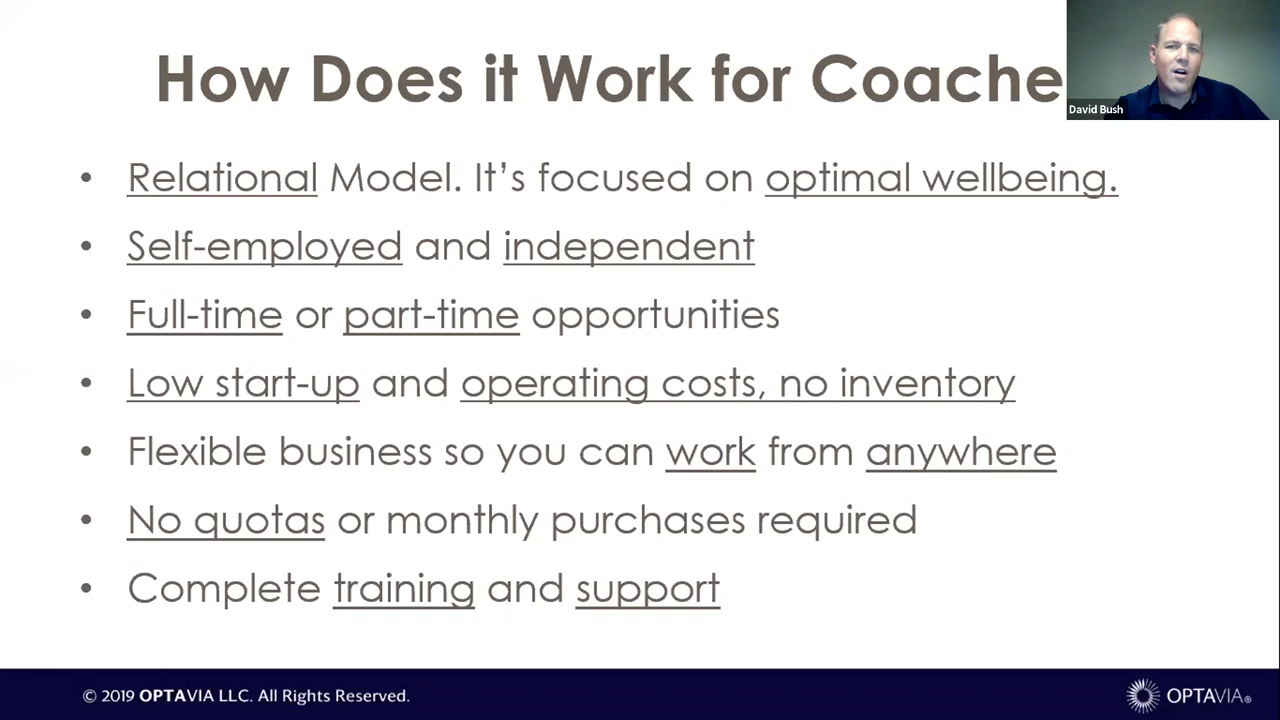 How Does it Work for Coache
David Bush
• Relational Model. It’s focused on optimal wellbeing.
• Self-employed and independent
• Full-time or part-time opportunities
• Low start-up and operating costs, no inventory
• Flexible business so you can work from anywhere
• No quotas or monthly purchases required
• Complete training and support
© 2019 OPTAVIA LLC. All Rights Reserved.
OPTAVIA®